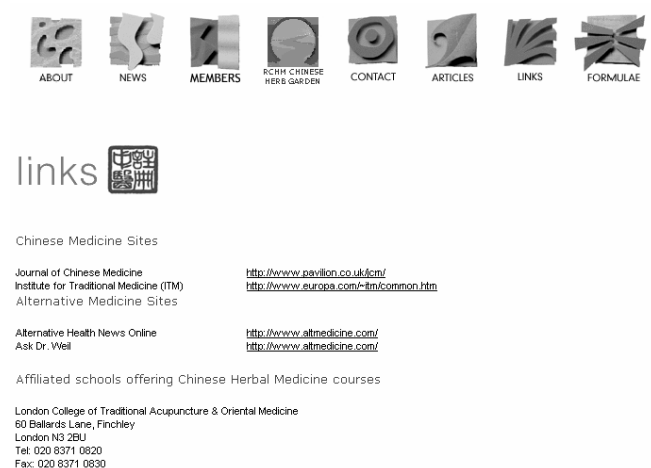 ABOUT NEWS MEMBERS RCHM CHINESE HERB GARDEN CONTACT ARTICLES LINKS FORMULAE
links 註冊中醫
Chinese Medicine Sites
Journal of Chinese Medicine http://www.pavilion.co.uk/jcm/
Institute for Traditional Medicine (ITM) http://www.europa.com/~itm/common.htm
Alternative Medicine Sites
Alternative Health News Online http://www.altmedicine.com/
Ask Dr. Weil http://www.altmedicine.com/
Affiliated schools offering Chinese Herbal Medicine courses
London College of Traditional Acupuncture & Oriental Medicine
60 Ballards Lane, Finchley
London N3 2BU
Tel: 020 8371 0820
Fax: 020 8371 0830